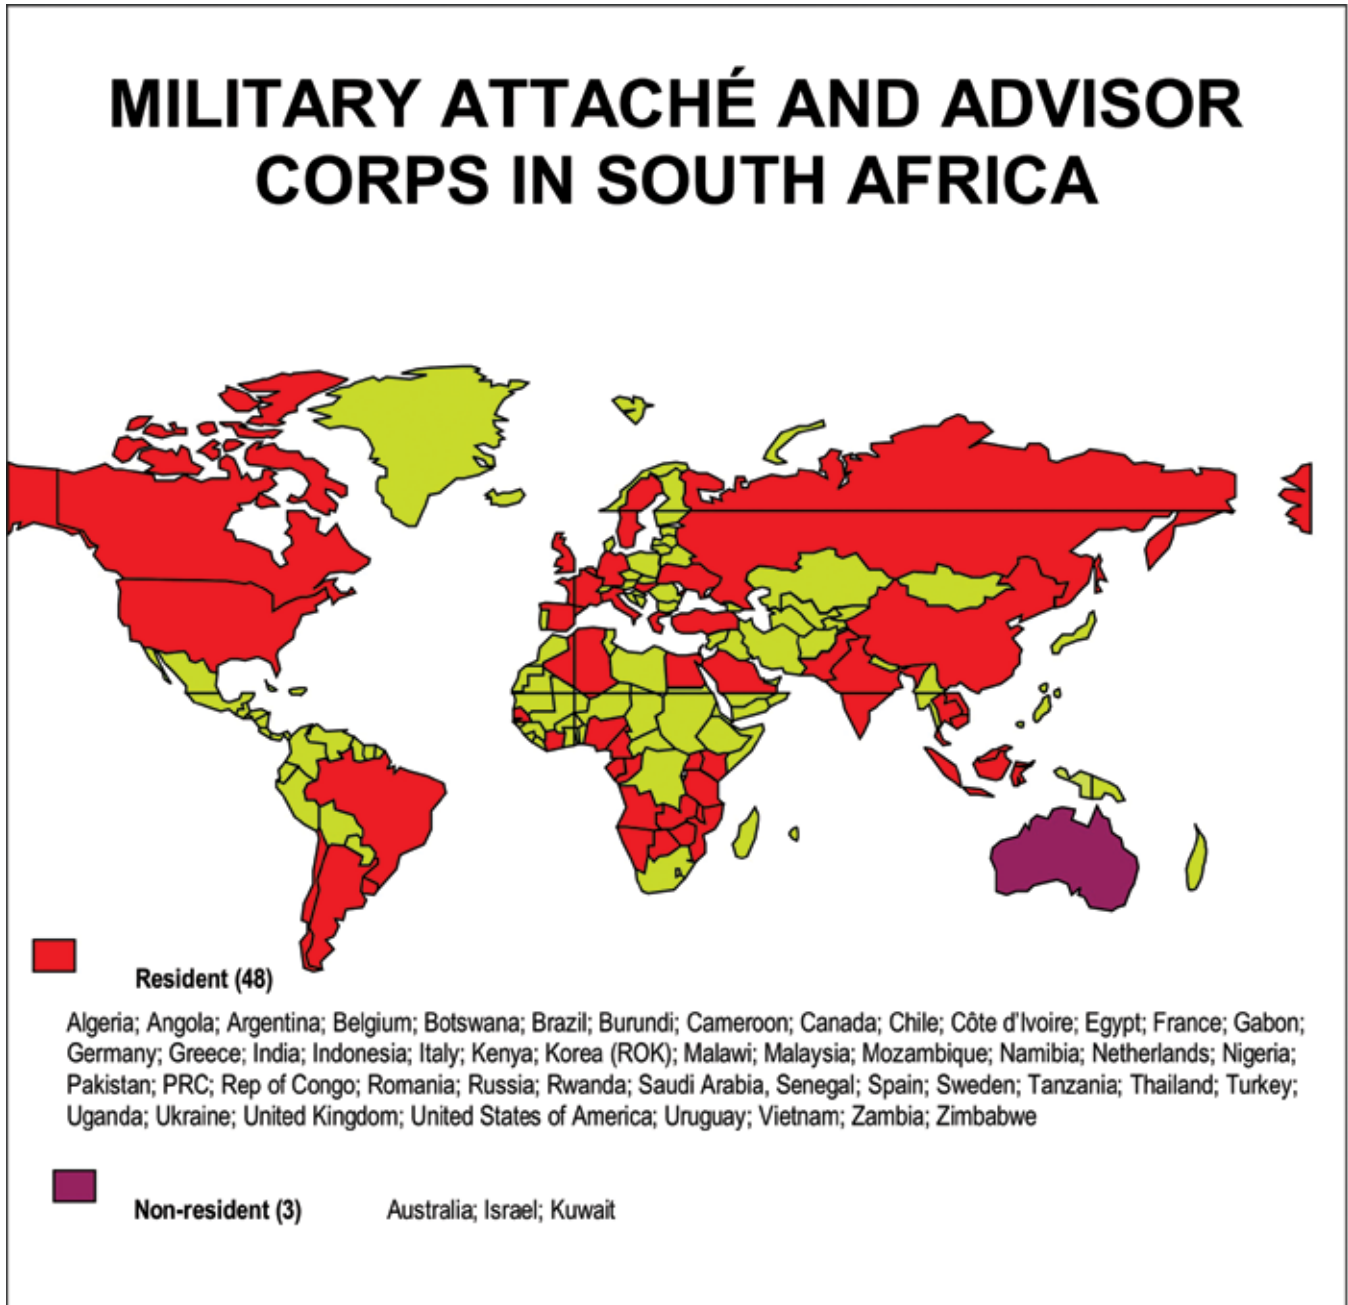 MILITARY ATTACHÉ AND ADVISOR
CORPS IN SOUTH AFRICA
Resident (48)
Algeria; Angola; Argentina; Belgium; Botswana; Brazil; Burundi; Cameroon; Canada; Chile; Côte d'Ivoire; Egypt; France; Gabon;
Germany; Greece; India; Indonesia; Italy; Kenya; Korea (ROK); Malawi; Malaysia; Mozambique; Namibia; Netherlands; Nigeria;
Pakistan; PRC; Rep of Congo; Romania; Russia; Rwanda; Saudi Arabia, Senegal; Spain; Sweden; Tanzania; Thailand; Turkey;
Uganda; Ukraine; United Kingdom; United States of America; Uruguay; Vietnam; Zambia; Zimbabwe
Non-resident (3) Australia; Israel; Kuwait